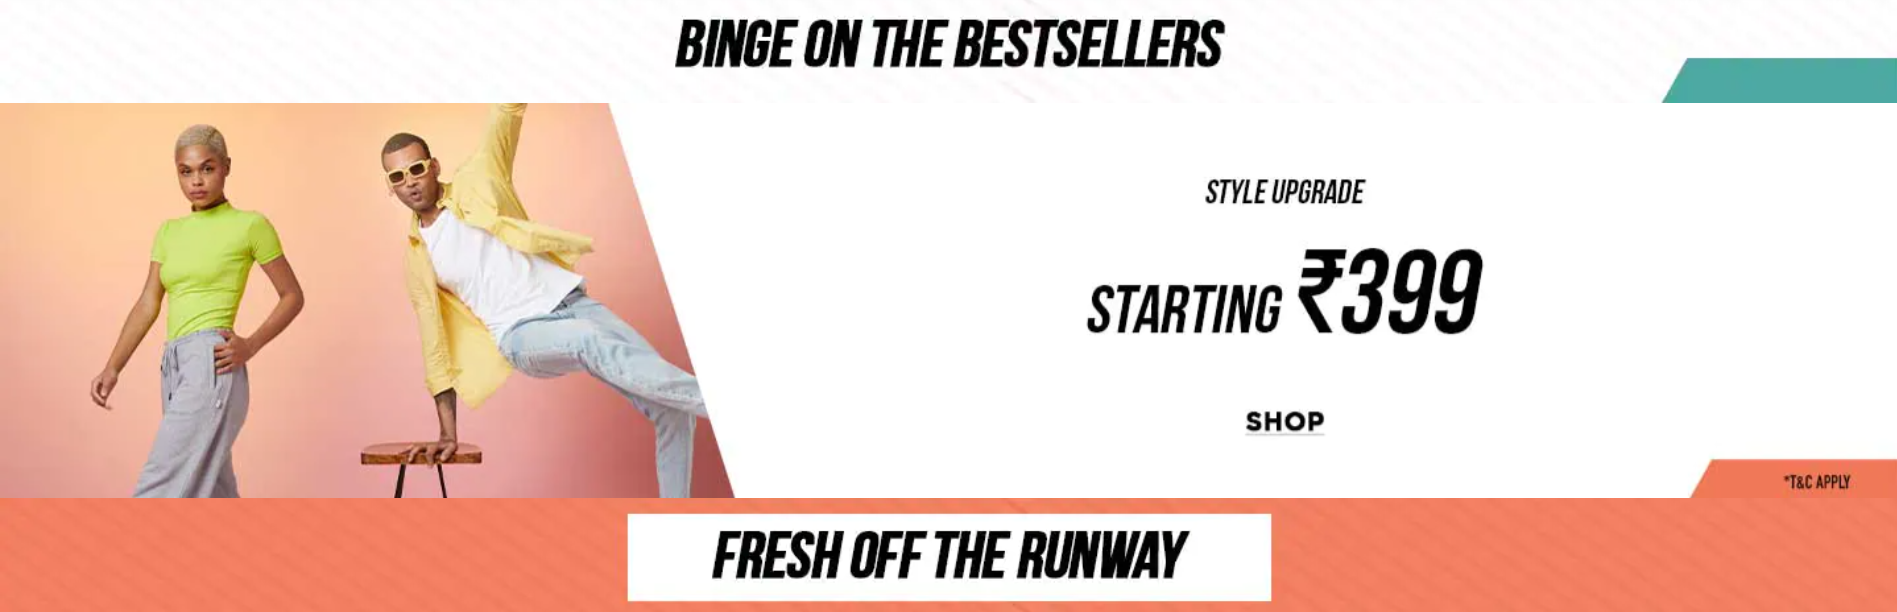 BINGE ON THE BESTSELLERS
STYLE UPGRADE
STARTING ₹399
SHOP
*T&C APPLY
FRESH OFF THE RUNWAY